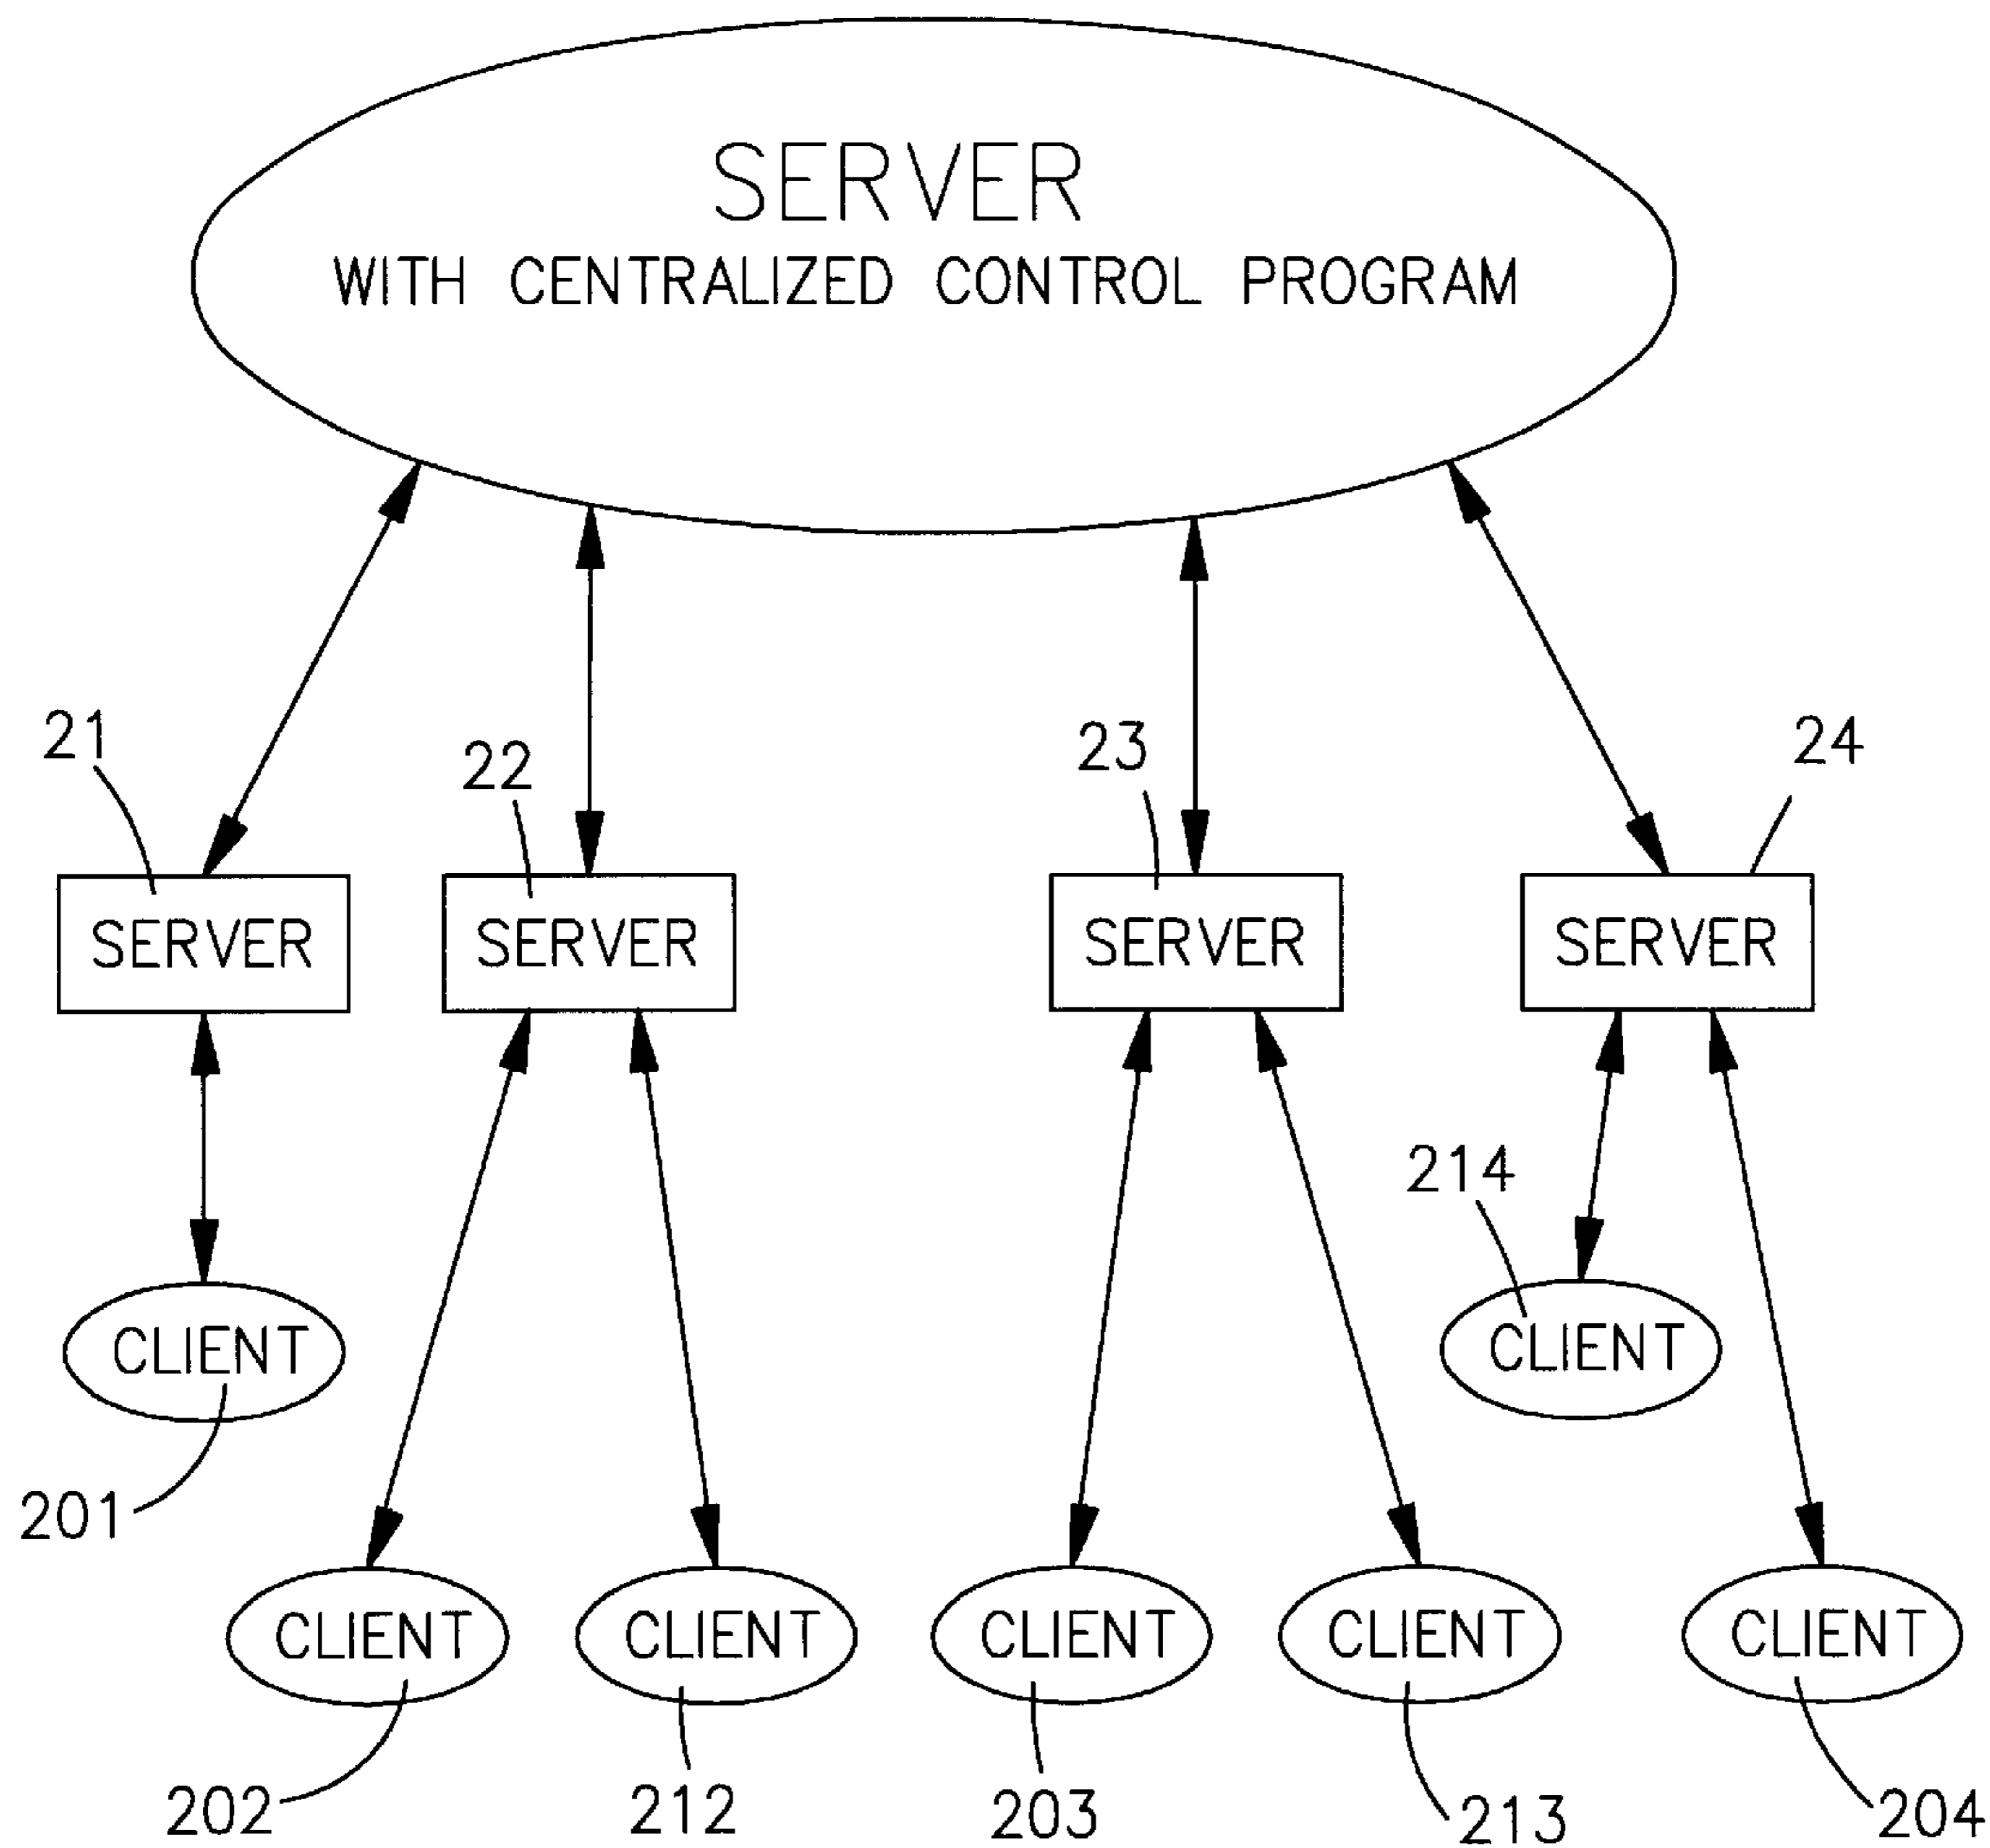 SERVER
WITH CENTRALIZED CONTROL PROGRAM
21
22
23
24
SERVER
SERVER
SERVER
SERVER
214
CLIENT
CLIENT
201
CLIENT
CLIENT
CLIENT
CLIENT
CLIENT
202
212
203
213
204